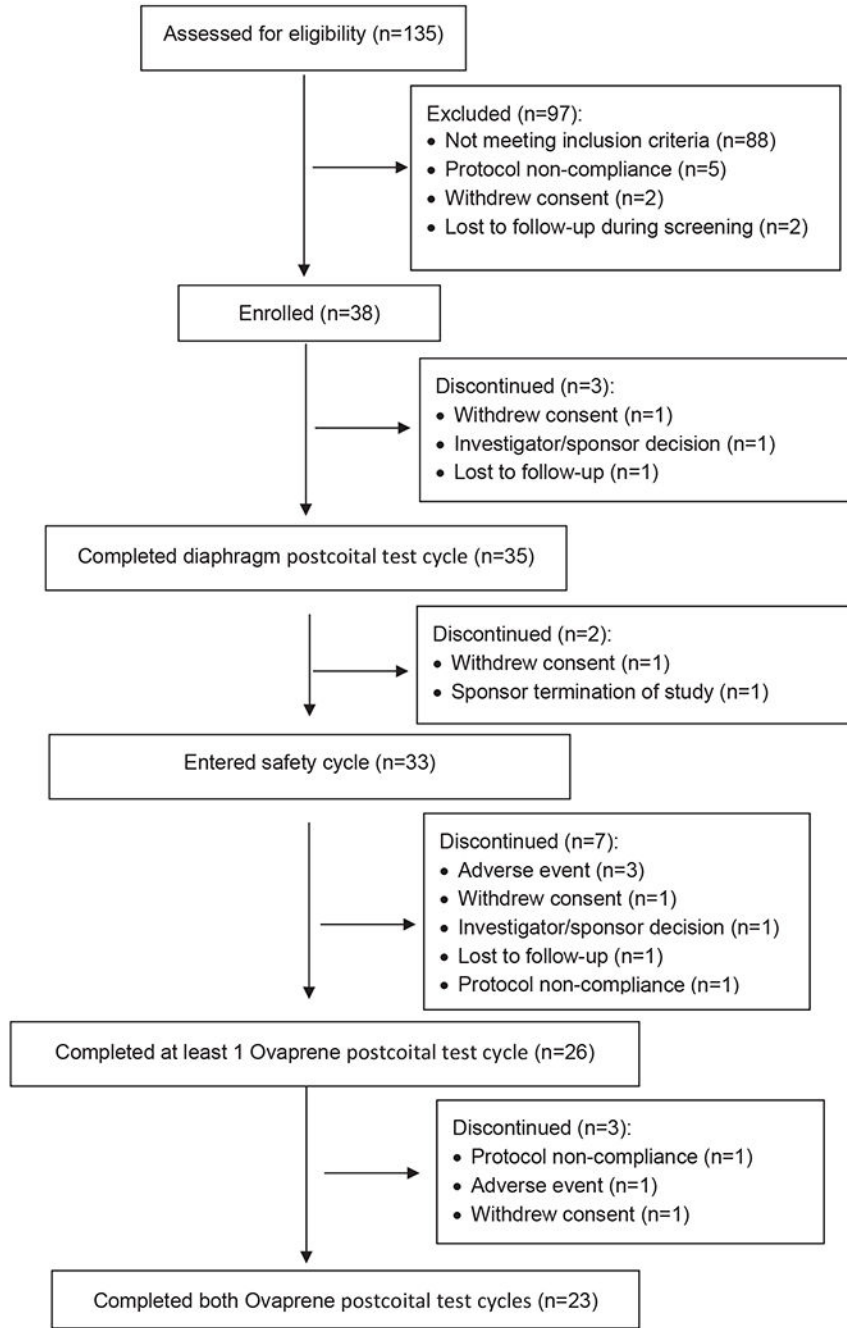 Assessed for eligibility (n=135)
Excluded (n=97):
• Not meeting inclusion criteria (n=88)
• Protocol non-compliance (n=5)
• Withdrew consent (n=2)
• Lost to follow-up during screening (n=2)
Enrolled (n=38)
Discontinued (n=3):
• Withdrew consent (n=1)
• Investigator/sponsor decision (n=1)
• Lost to follow-up (n=1)
Completed diaphragm postcoital test cycle (n=35)
Discontinued (n=2):
• Withdrew consent (n=1)
• Sponsor termination of study (n=1)
Entered safety cycle (n=33)
Discontinued (n=7):
• Adverse event (n=3)
• Withdrew consent (n=1)
• Investigator/sponsor decision (n=1)
• Lost to follow-up (n=1)
• Protocol non-compliance (n=1)
Completed at least 1 Ovaprene postcoital test cycle (n=26)
Discontinued (n=3):
• Protocol non-compliance (n=1)
• Adverse event (n=1)
• Withdrew consent (n=1)
Completed both Ovaprene postcoital test cycles (n=23)